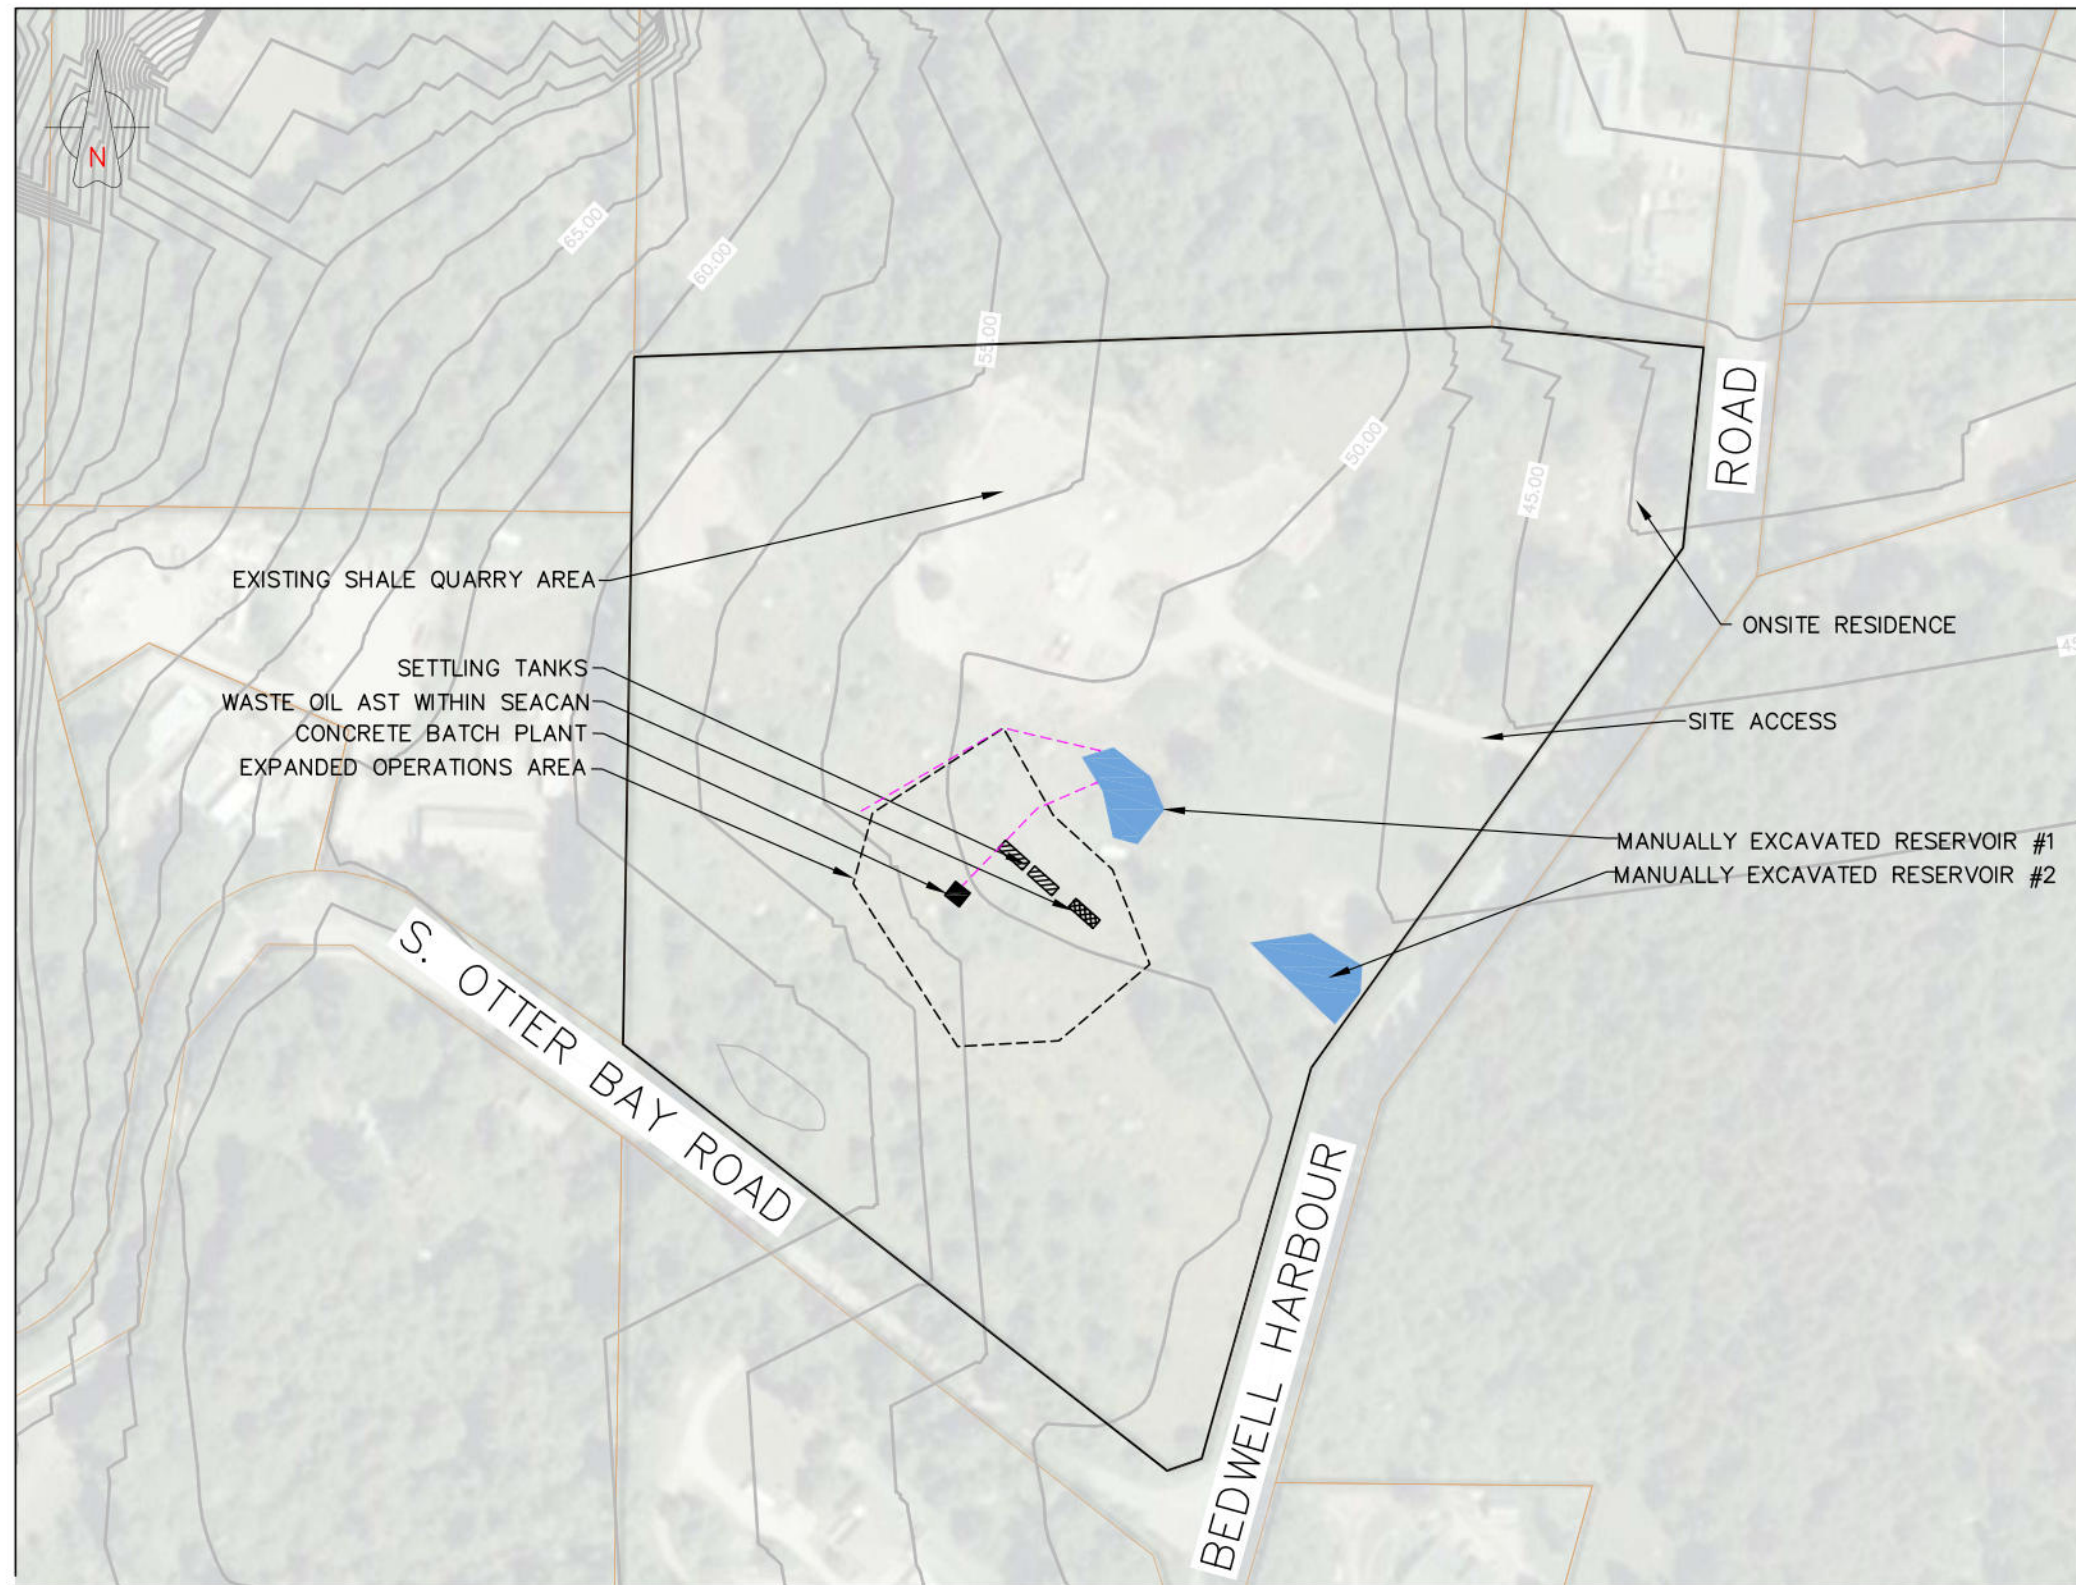 N
65.00
60.00
55.00
50.00
45.00
ROAD
EXISTING SHALE QUARRY AREA
ONSITE RESIDENCE
SETTLING TANKS
WASTE OIL AST WITHIN SEACAN
CONCRETE BATCH PLANT
EXPANDED OPERATIONS AREA
SITE ACCESS
MANUALLY EXCAVATED RESERVOIR #1
MANUALLY EXCAVATED RESERVOIR #2
S. OTTER BAY ROAD
BEDWELL HARBOUR